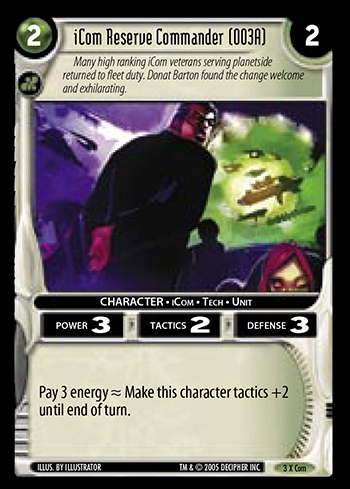 2 iCom Reserve Commander (003A) 2
Many high ranking iCom veterans serving planetside
returned to fleet duty. Donat Barton found the change welcome
and exhilarating.
CHARACTER • iCom • Tech • Unit
POWER 3 TACTICS 2 DEFENSE 3
Pay 3 energy ≈ Make this character tactics +2
until end of turn.
ILLUS. BY ILLUSTRATOR TM & © 2005 DECIPHER INC. 3 X Com